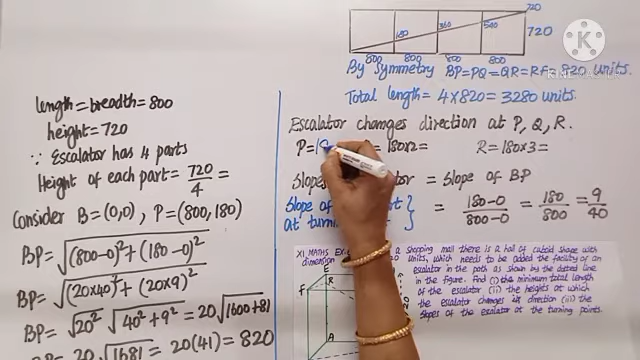 length = breadth = 800
height = 720
∵ Escalator has 4 parts
Height of each part = 720/4 =
Consider B = (0,0), P = (800,180)
BP = √((800-0)²+(180-0)²)
BP = √((20×40)²+(20×9)²)
BP = √20² √40²+9² = 20√1600+81
BP = 20√1681 = 20(41) = 820
720
540
360
180
720
800 800 800 800
By Symmetry BP=PQ=QR=RF=820 units.
Total length = 4×820 = 3280 units.
Escalator changes direction at P, Q, R.
P=18 = 180×2 = R = 180×3 =
= Slope of BP
Slope at turning
= (180-0)/(800-0) = 180/800 = 9/40
XI MATHS a shopping mall there is a hall of cuboid shape with
dimension units, which needs to be added the facility of an
escalator in the path as shown by the dotted line
in the figure. Find (i) the minimum total length
of the escalator (ii) the heights at which
the escalator changes its direction (iii) the
slopes of the escalator at the turning points.
E
F
R
A
KINEMASTER